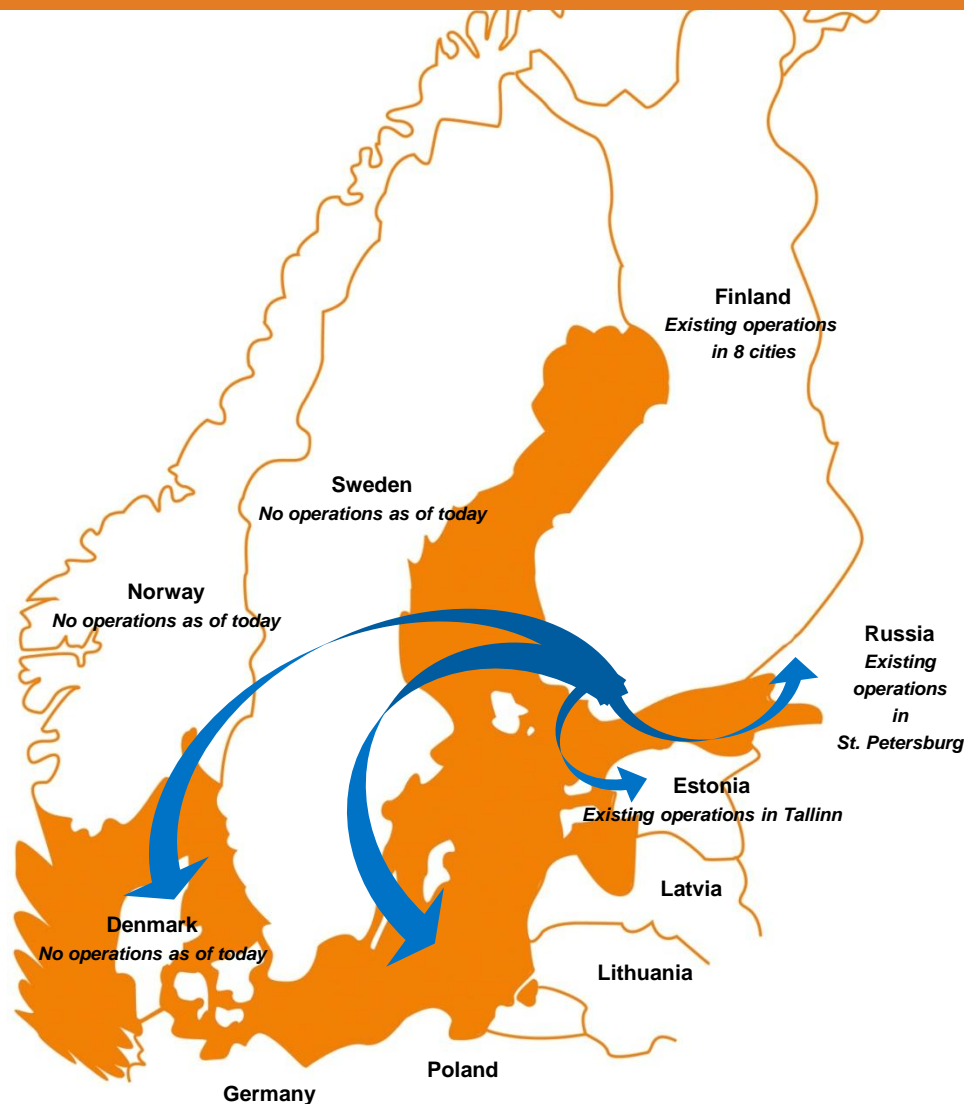 Finland
Existing operations
in 8 cities
Sweden
No operations as of today
Norway
No operations as of today
Russia
Existing
operations
in
St. Petersburg
Estonia
Existing operations in Tallinn
Latvia
Denmark
No operations as of today
Lithuania
Poland
Germany